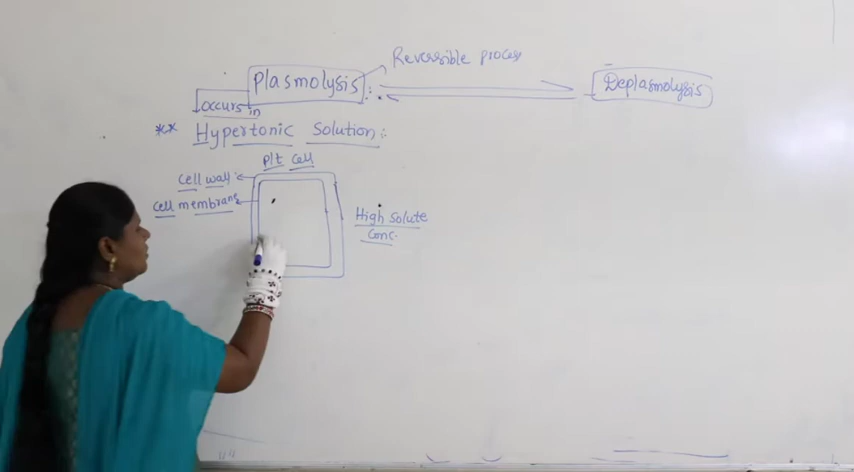 Reversible process
Plasmolysis
Deplasmolysis
occurs in
** Hypertonic Solution:
Plt Cell
Cell wall
Cell membrane
High Solute
Conc.